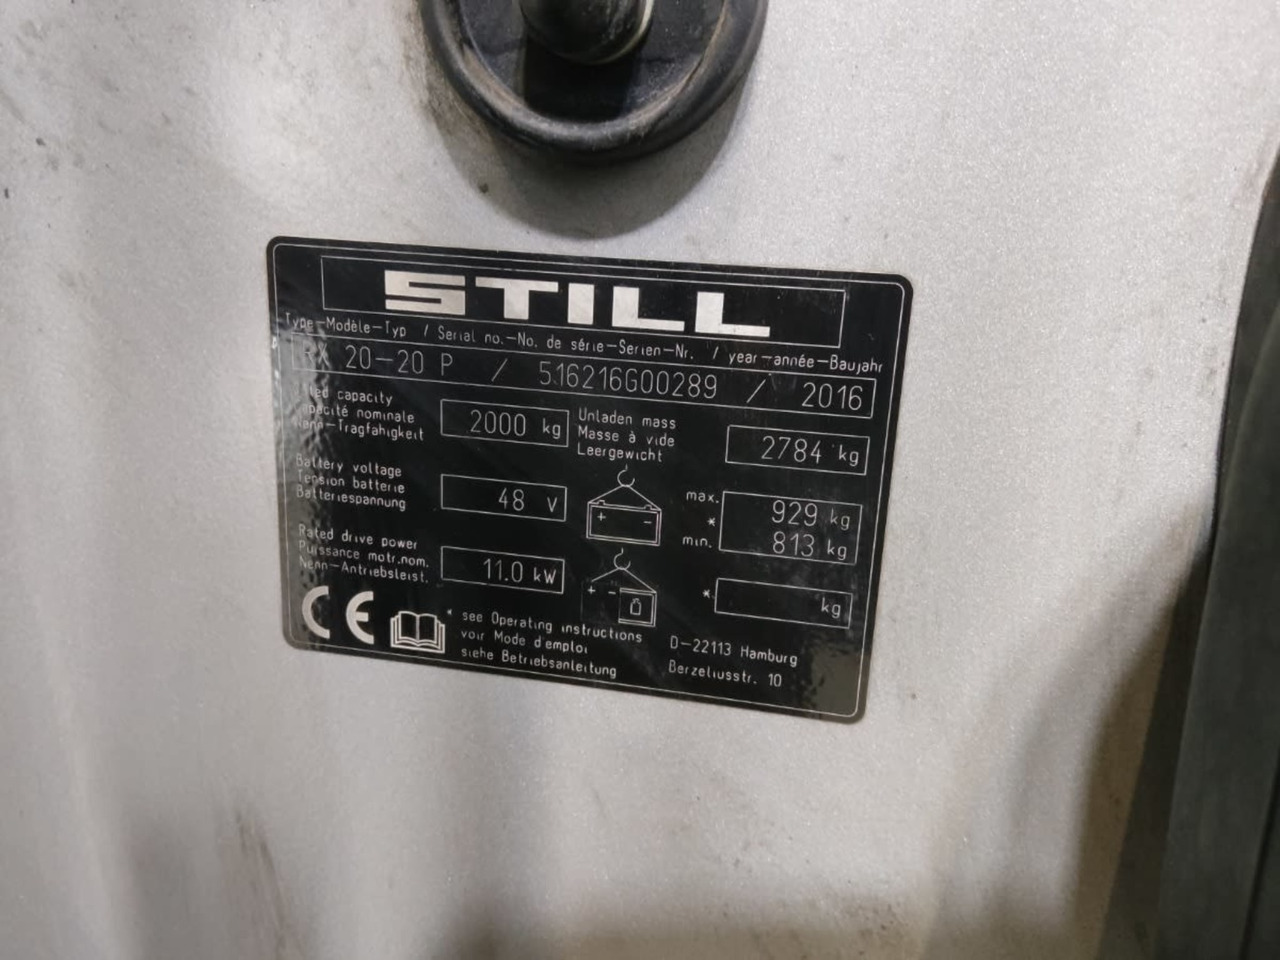 STILL
Type-Modèle-Typ / Serial no.-No. de série-Serien-Nr. / year-année-Baujahr
RX 20-20 P / 516216G00289 / 2016
Rated capacity
Capacité nominale
Nenn-Tragfähigkeit
2000 kg
Unladen mass
Masse à vide
Leergewicht
2784 kg
Battery voltage
Tension batterie
Batteriespannung
48 V
+ -
max. 929 kg
*
min. 813 kg
Rated drive power
Puissance motr.nom.
Nenn-Antriebsleist.
11.0 kW
+ -
* kg
CE
* see Operating instructions
voir Mode d'emploi
siehe Betriebsanleitung
D-22113 Hamburg
Berzeliusstr. 10